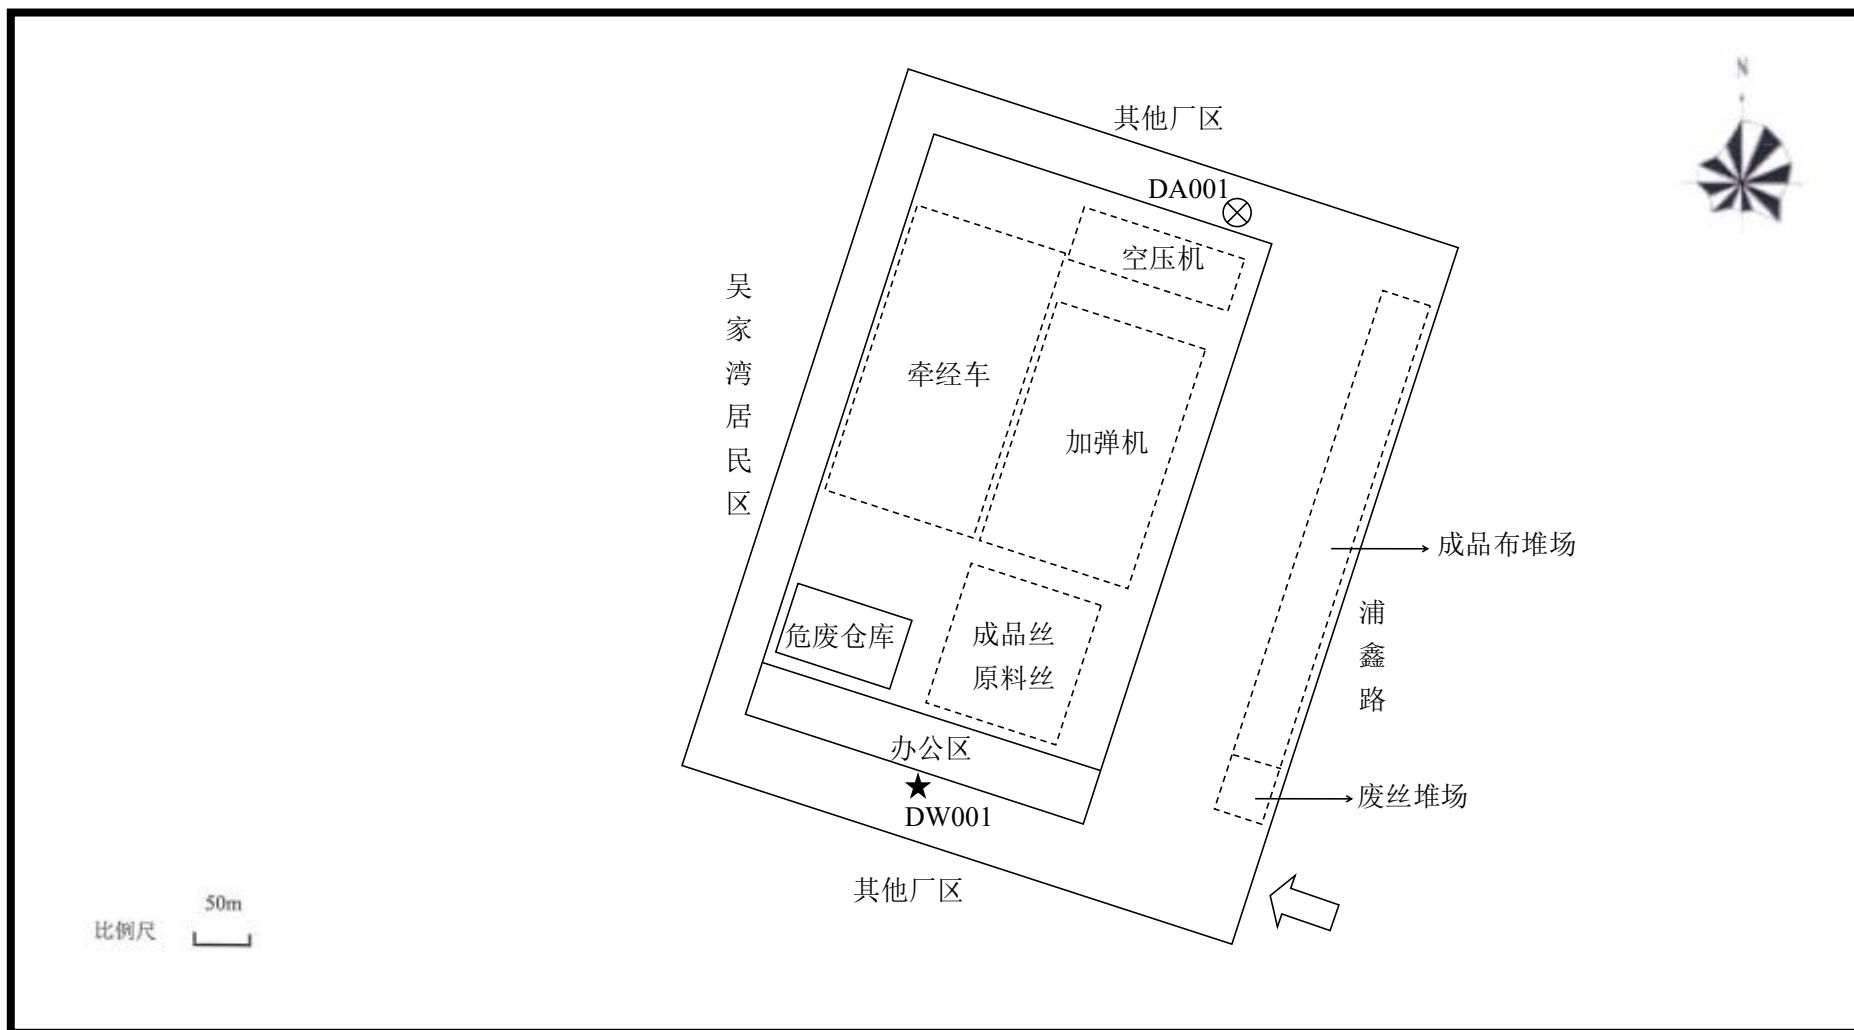 N
其他厂区
DA001
空压机
吴家湾居民区
牵经车
加弹机
成品布堆场
浦鑫路
危废仓库
成品丝
原料丝
办公区
废丝堆场
DW001
其他厂区
50m
比例尺